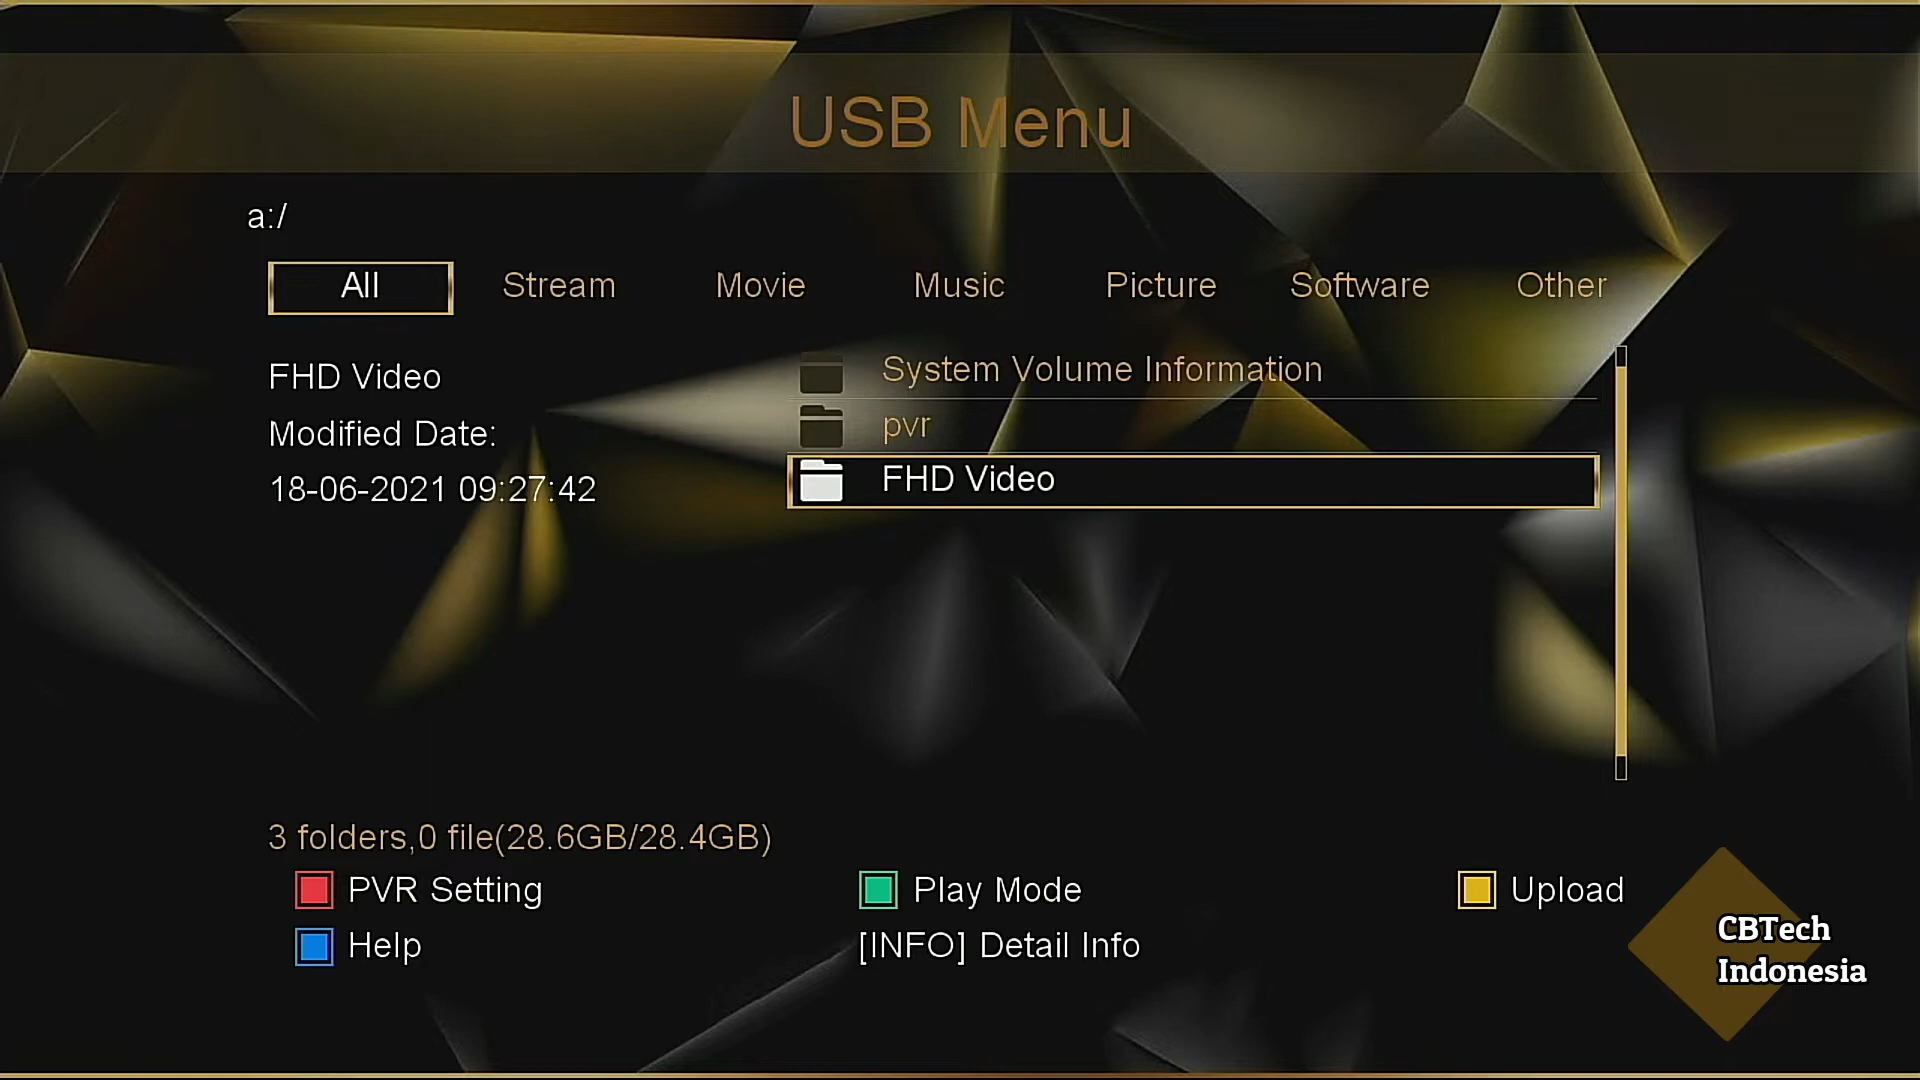 USB Menu
a:/
All Stream Movie Music Picture Software Other
FHD Video
Modified Date:
18-06-2021 09:27:42
System Volume Information
pvr
FHD Video
3 folders,0 file(28.6GB/28.4GB)
PVR Setting Play Mode Upload
Help [INFO] Detail Info
CBTech
Indonesia